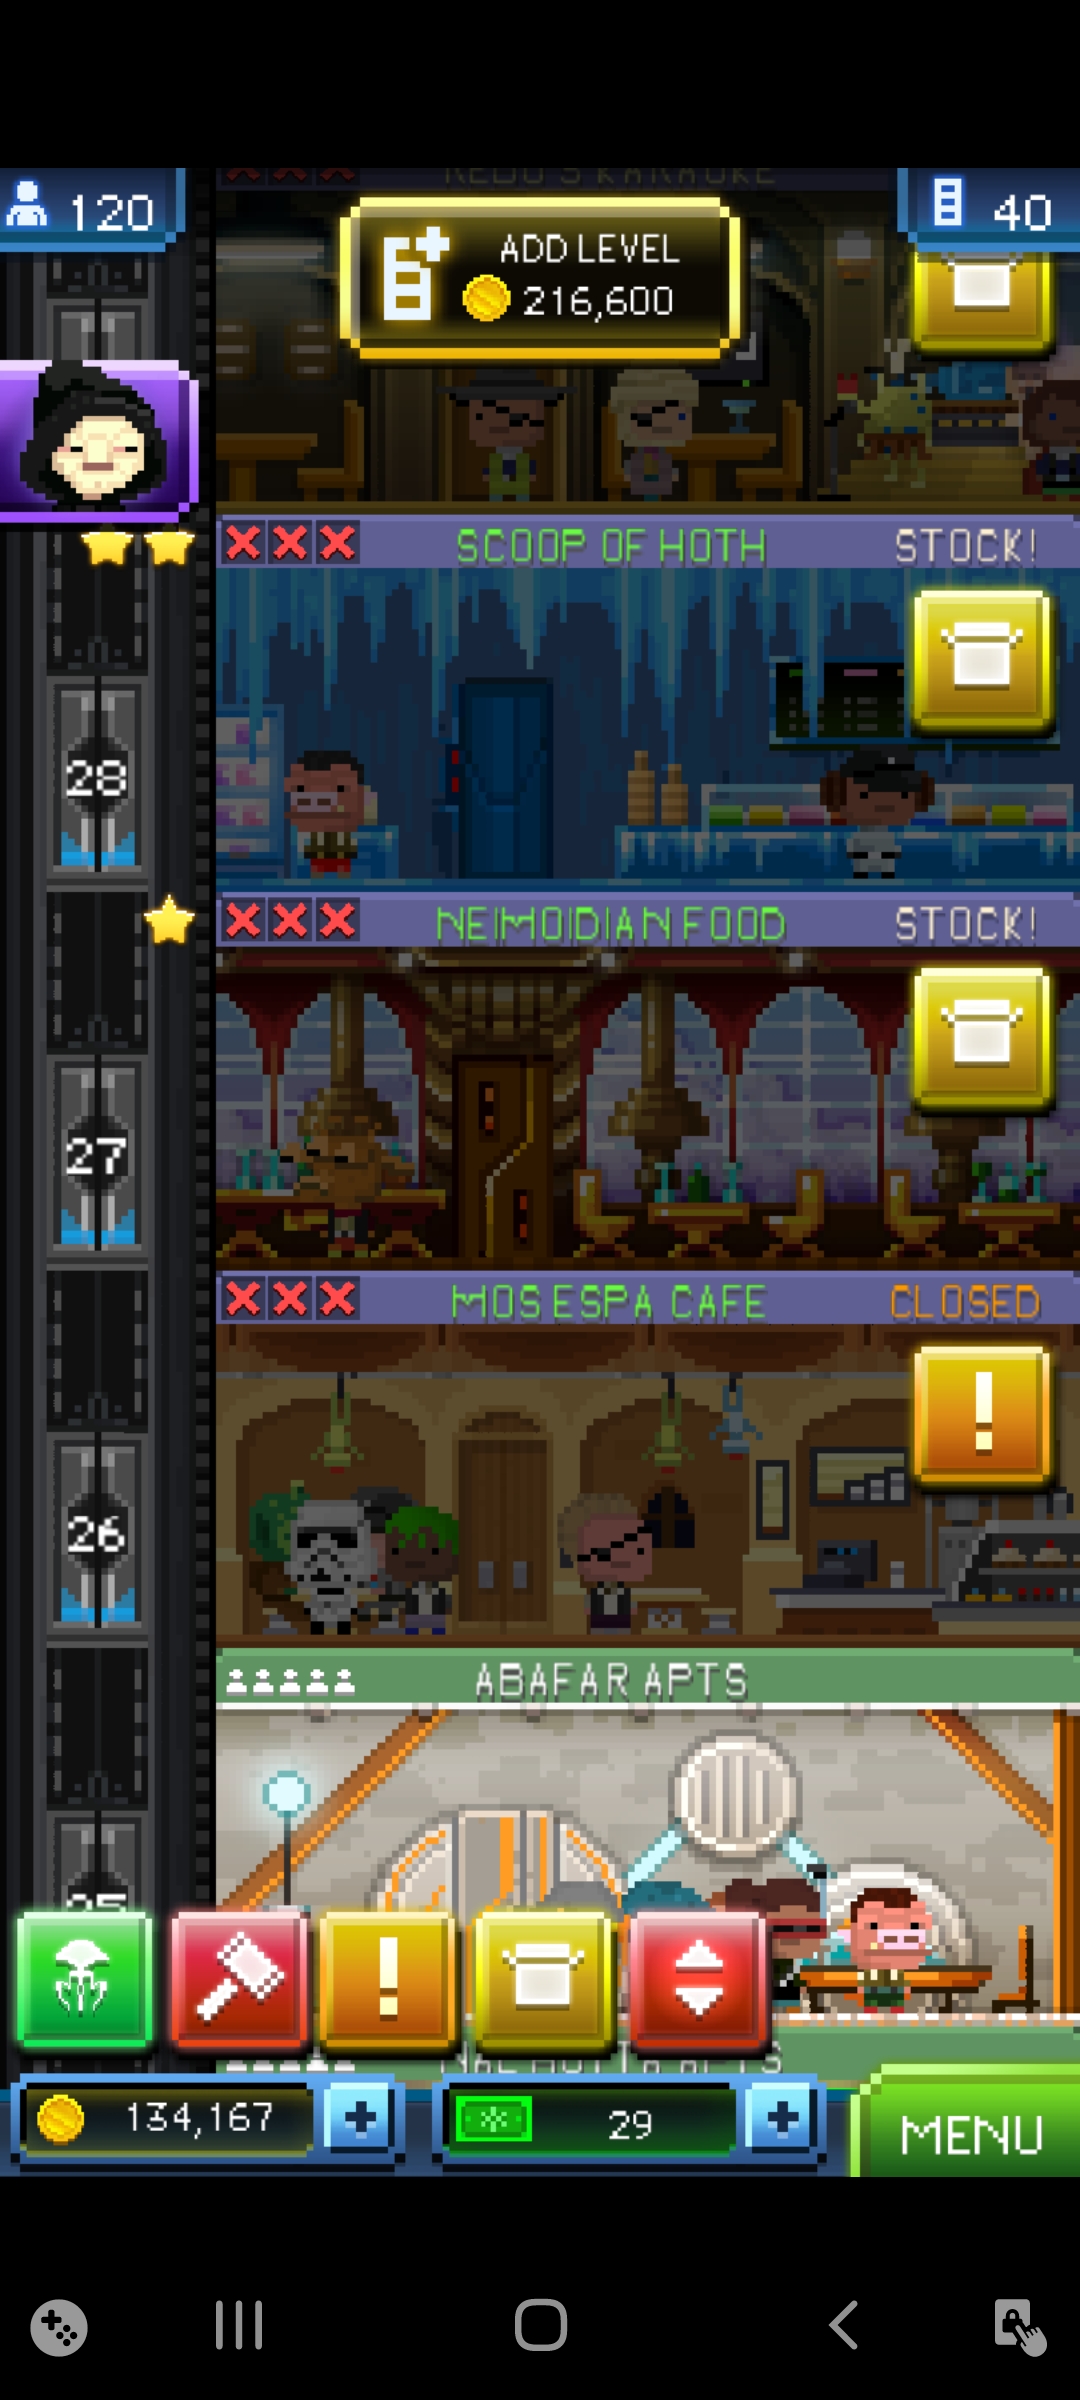 120
ADD LEVEL
216,600
40
SCOOP OF HOTH
STOCK!
28
NEIMOIDIAN FOOD
STOCK!
27
MOS ESPA CAFE
CLOSED
!
26
ABAFAR APTS
25
!
134,167
29
MENU